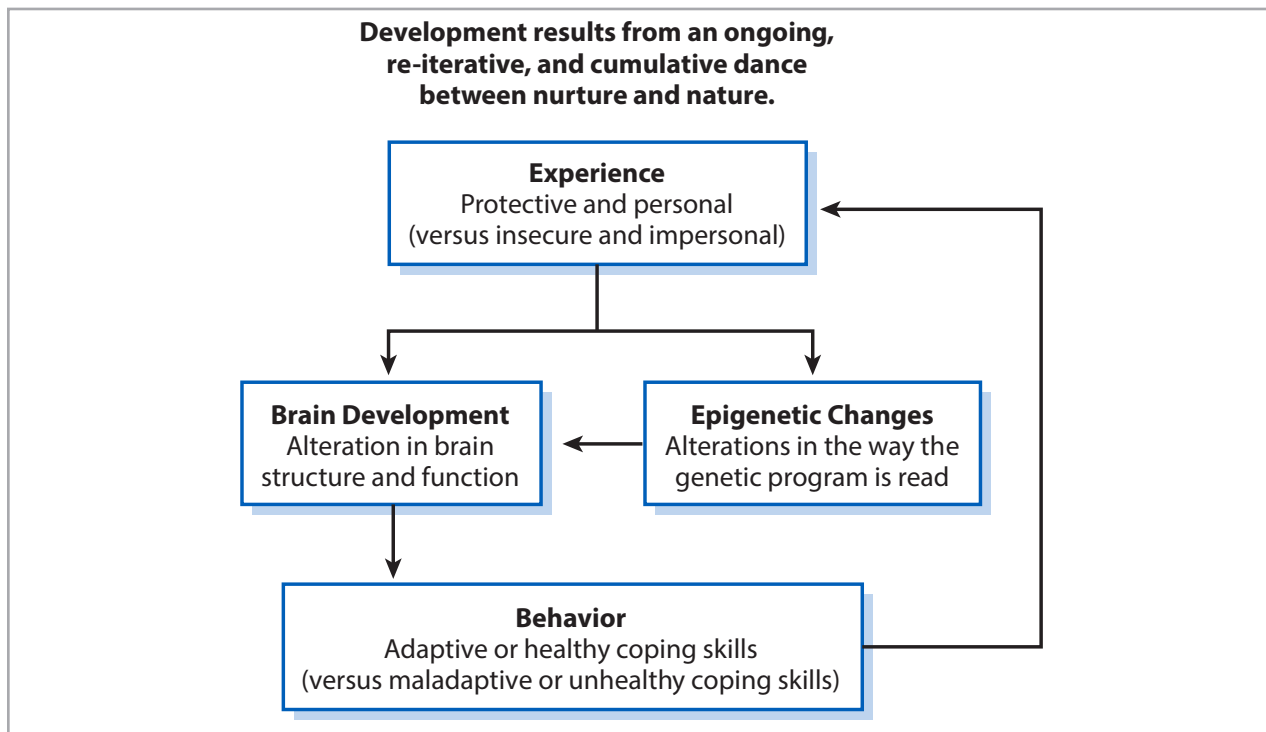 Development results from an ongoing,
re-iterative, and cumulative dance
between nurture and nature.
Experience
Protective and personal
(versus insecure and impersonal)
Brain Development
Alteration in brain
structure and function
Epigenetic Changes
Alterations in the way the
genetic program is read
Behavior
Adaptive or healthy coping skills
(versus maladaptive or unhealthy coping skills)